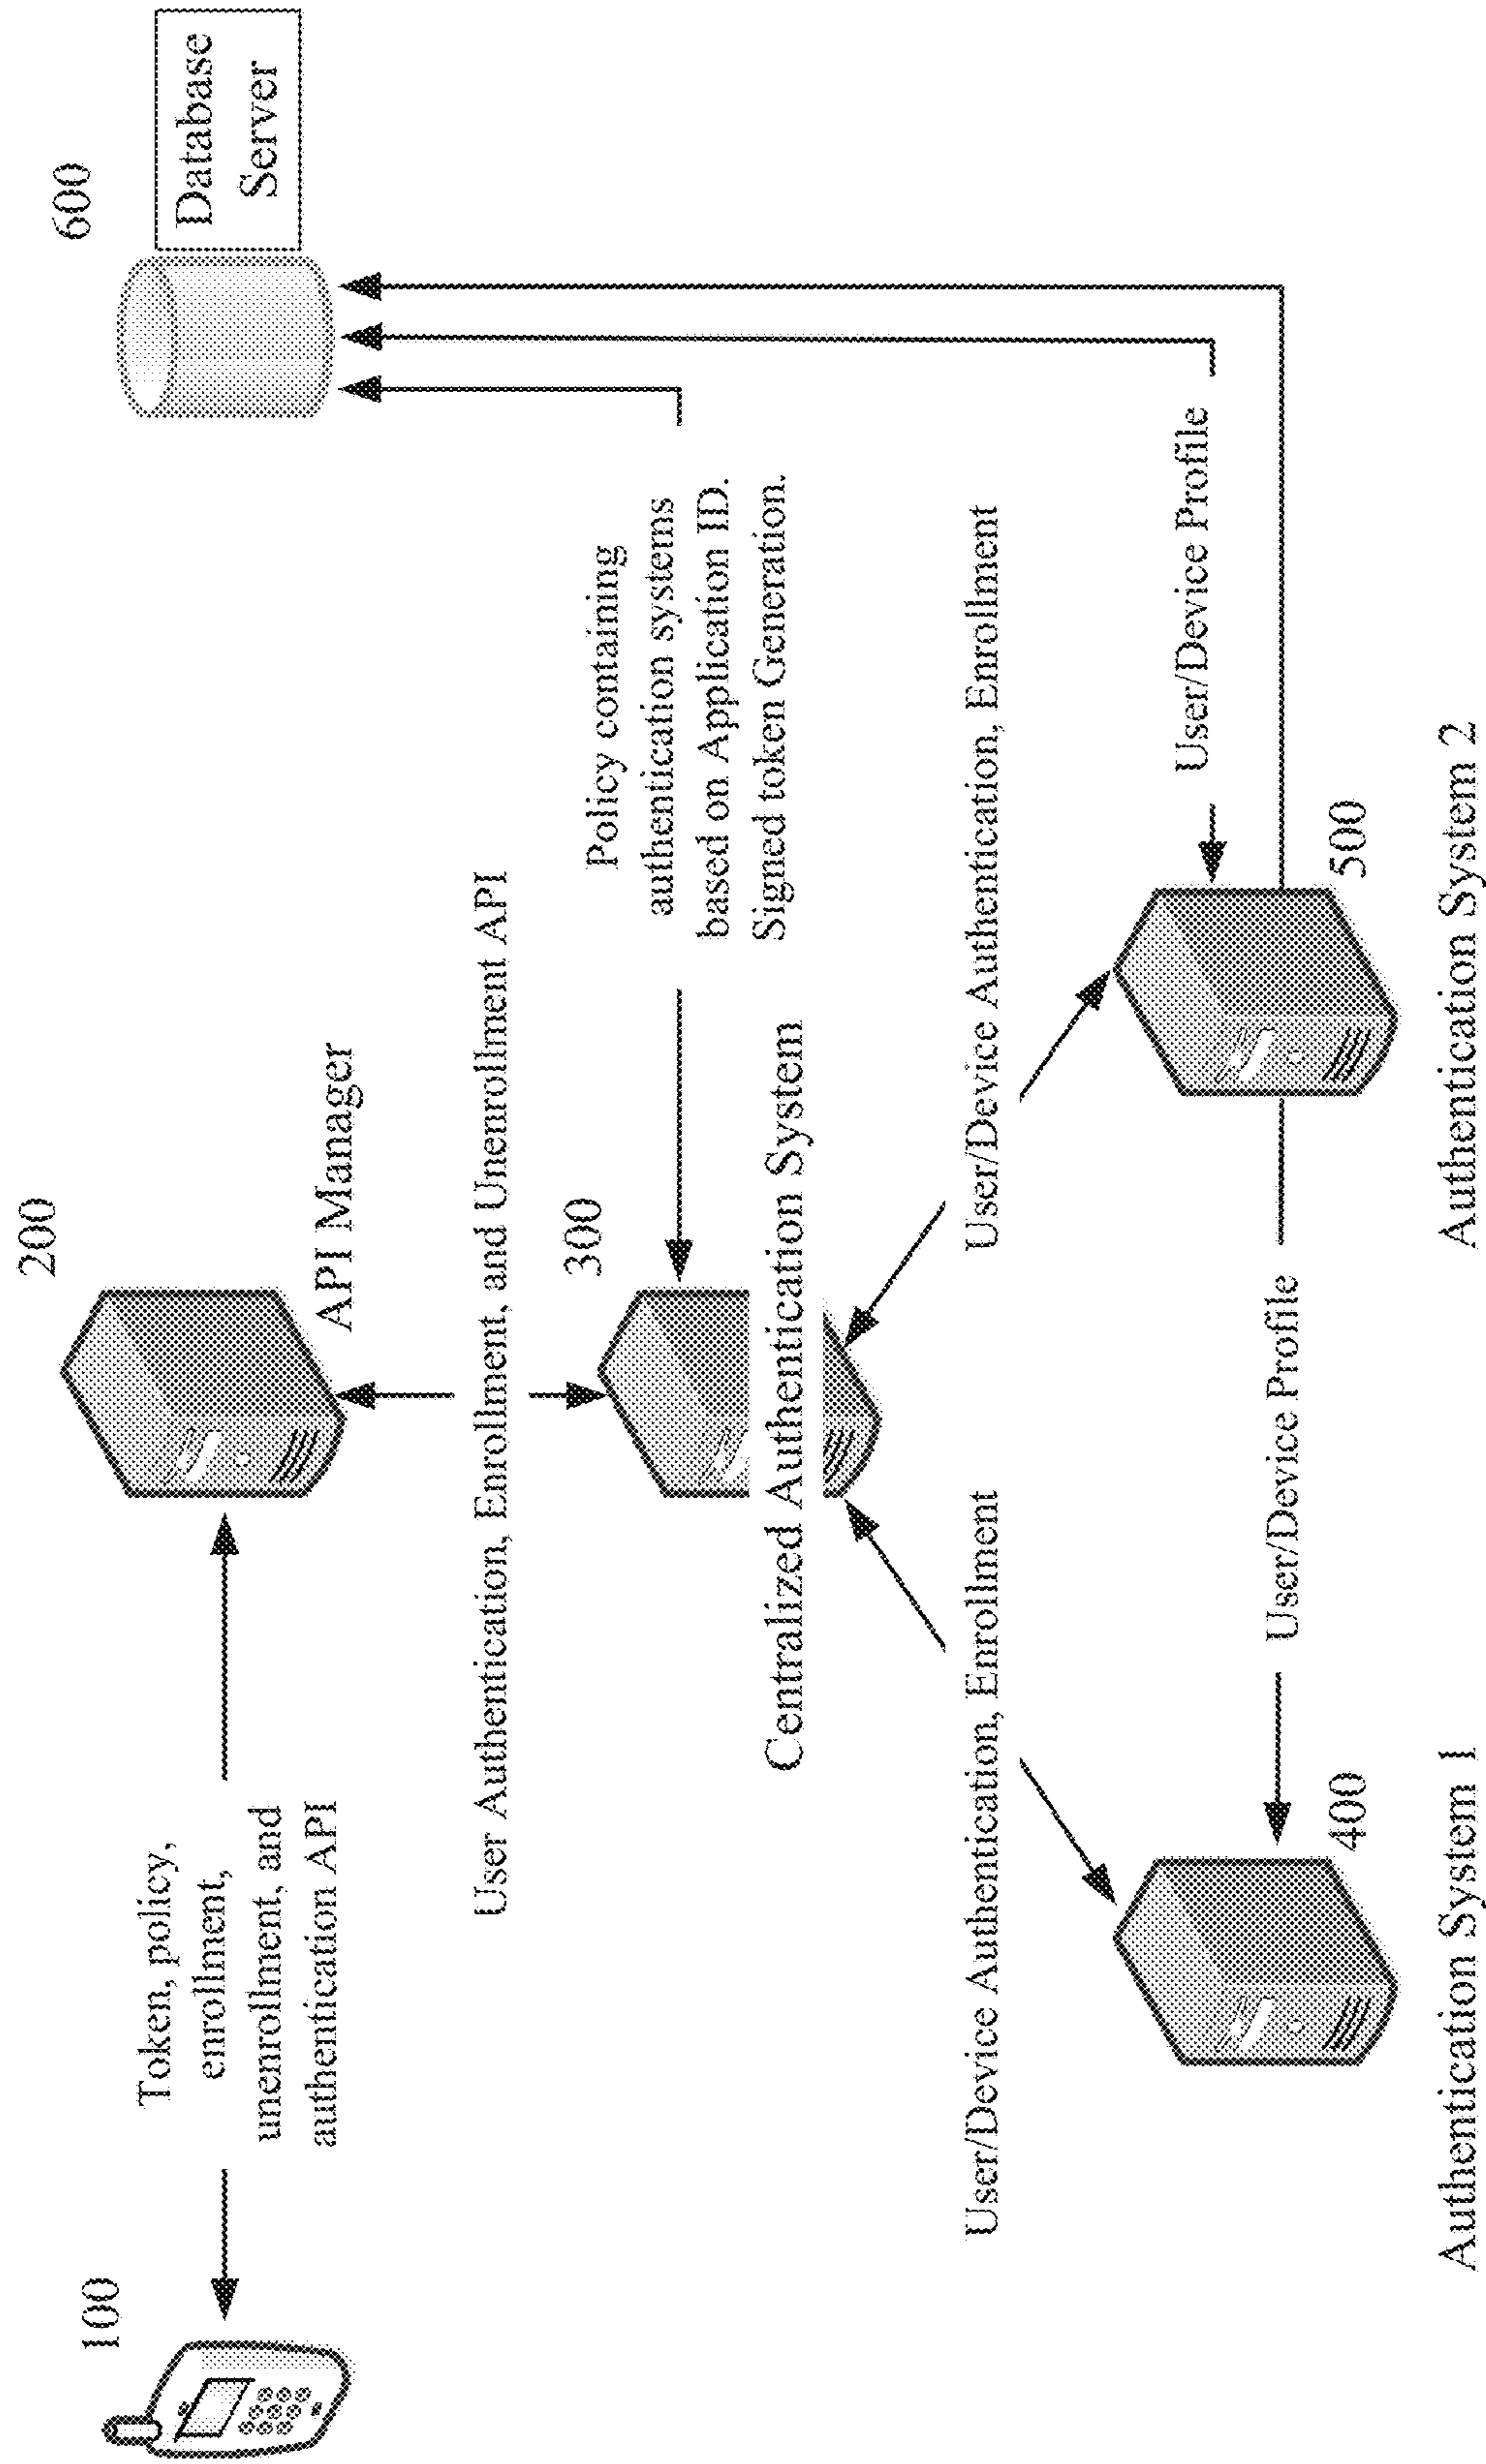 100
Token, policy,
enrollment,
unenrollment, and
authentication API
200
API Manager
600
Database
Server
User Authentication, Enrollment, and Unenrollment API
300
Centralized Authentication System
Policy containing
authentication systems
based on Application ID.
Signed token Generation.
User/Device Authentication, Enrollment
User/Device Authentication, Enrollment
User/Device Profile
User/Device Profile
400
Authentication System 1
500
Authentication System 2